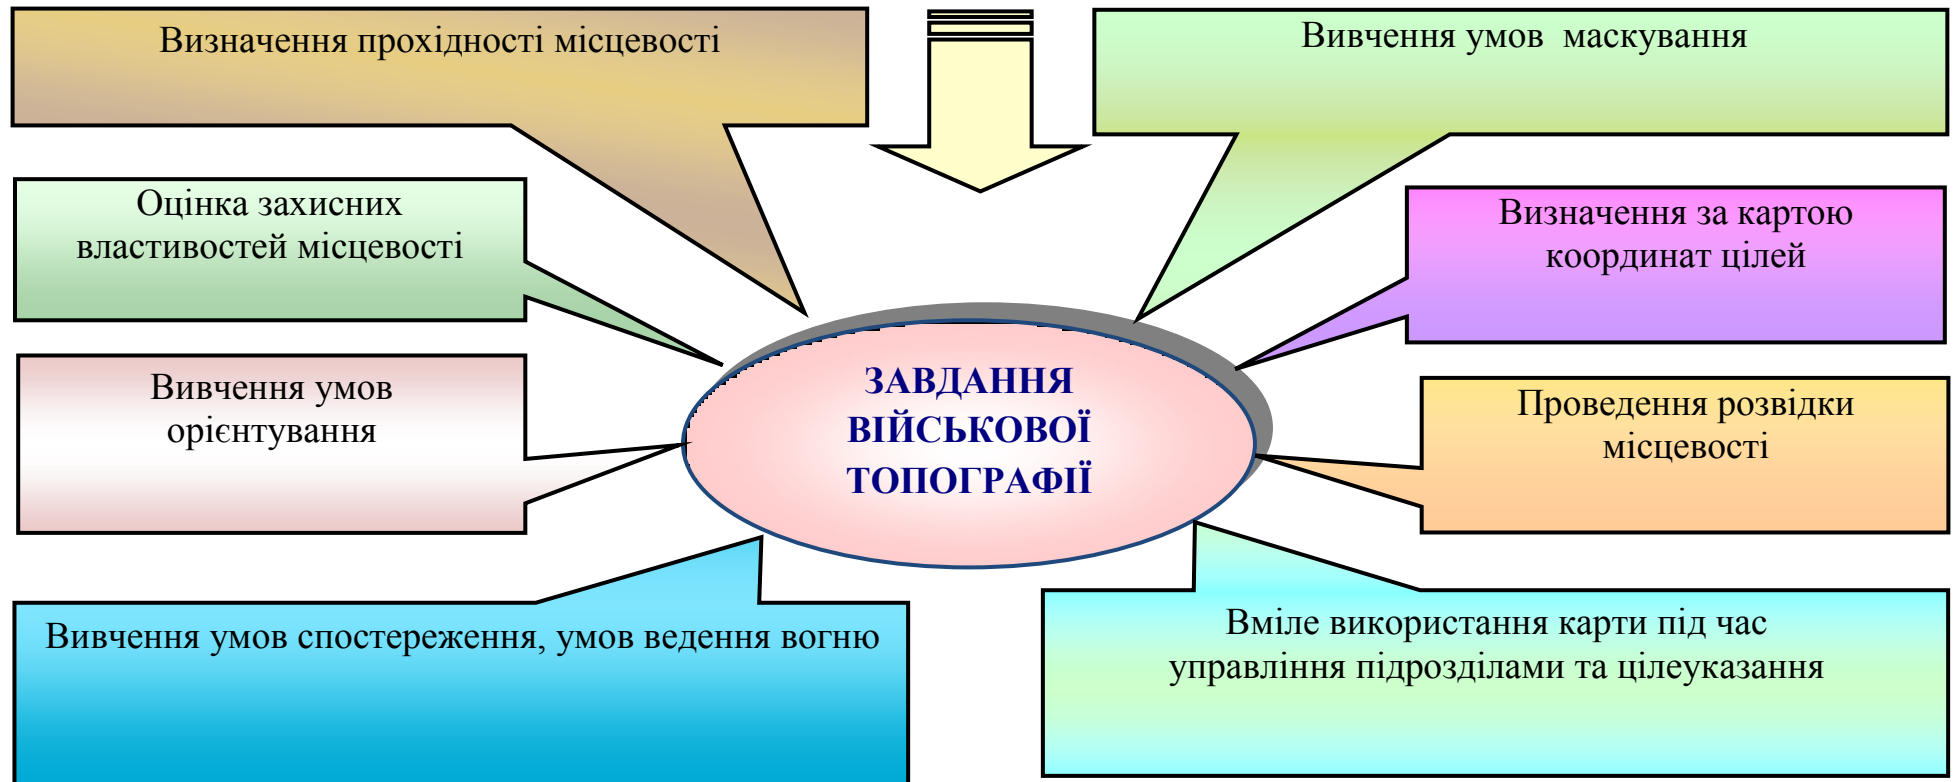 Визначення прохідності місцевості
Вивчення умов маскування
Оцінка захисних
властивостей місцевості
Визначення за картою
координат цілей
Вивчення умов
орієнтування
ЗАВДАННЯ
ВІЙСЬКОВОЇ
ТОПОГРАФІЇ
Проведення розвідки
місцевості
Вивчення умов спостереження, умов ведення вогню
Вміле використання карти під час
управління підрозділами та цілеуказання